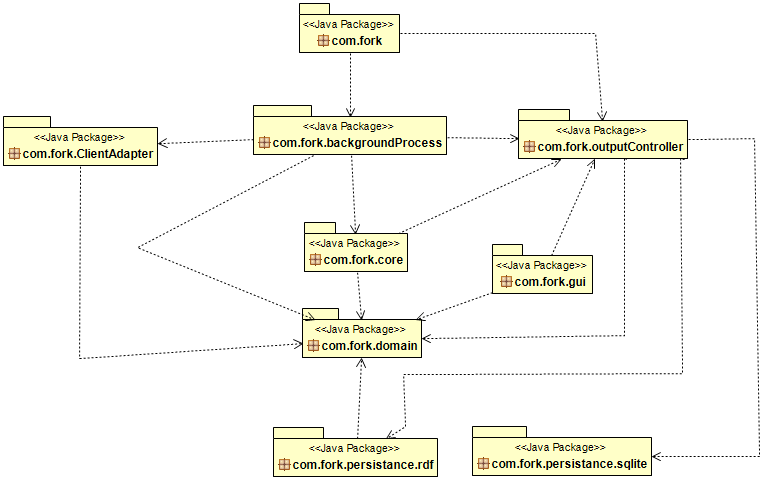 <<Java Package>>
com.fork
<<Java Package>>
com.fork.ClientAdapter
<<Java Package>>
com.fork.backgroundProcess
<<Java Package>>
com.fork.outputController
<<Java Package>>
com.fork.core
<<Java Package>>
com.fork.gui
<<Java Package>>
com.fork.domain
<<Java Package>>
com.fork.persistance.rdf
<<Java Package>>
com.fork.persistance.sqlite